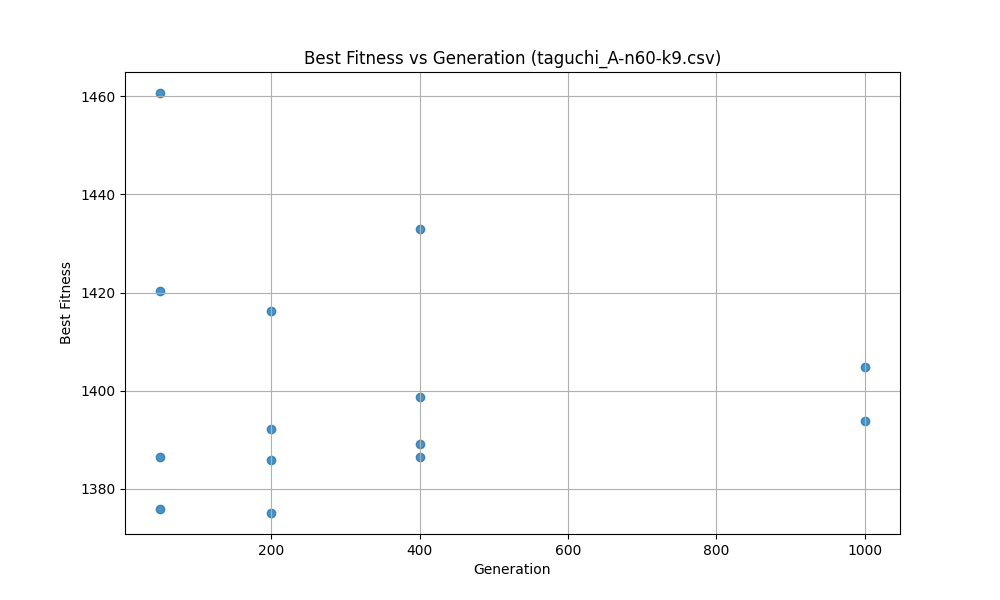 Best Fitness vs Generation (taguchi_A-n60-k9.csv)
Best Fitness
1460
1440
1420
1400
1380
200 400 600 800 1000
Generation